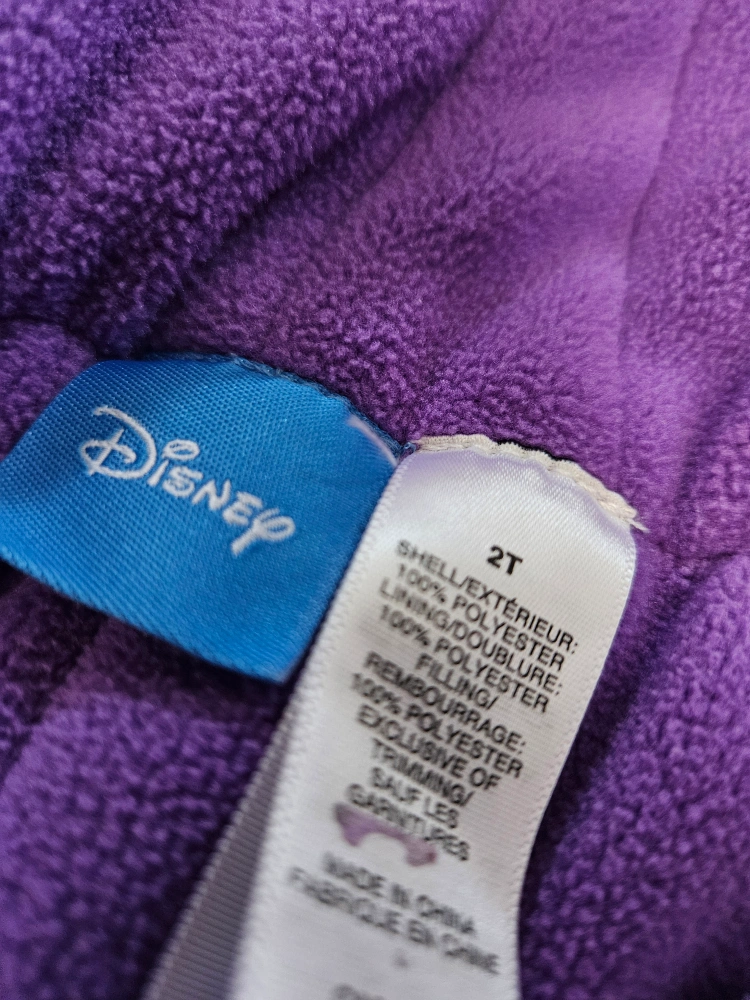 Disney
2T
SHELL/EXTÉRIEUR:
100% POLYESTER
LINING/DOUBLURE:
100% POLYESTER
FILLING/
REMBOURRAGE:
100% POLYESTER
EXCLUSIVE OF
TRIMMING/
SAUF LES
GARNITURES
MADE IN CHINA
FABRIQUÉ EN CHINE